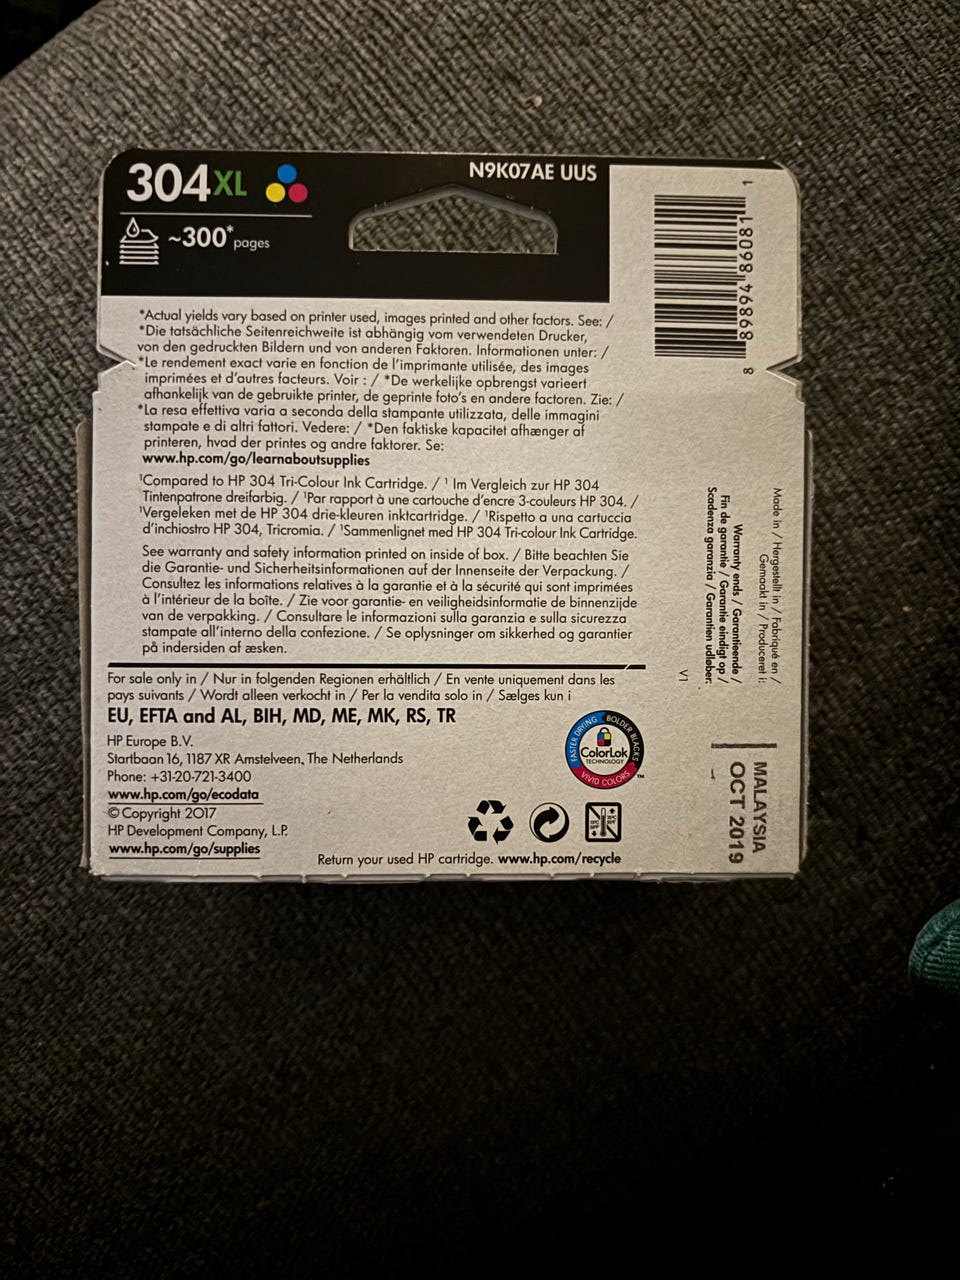 304XL
N9K07AE UUS
~300* pages
*Actual yields vary based on printer used, images printed and other factors. See: /
*Die tatsächliche Seitenreichweite ist abhängig vom verwendeten Drucker,
von den gedruckten Bildern und von anderen Faktoren. Informationen unter: /
*Le rendement exact varie en fonction de l'imprimante utilisée, des images
imprimées et d'autres facteurs. Voir : / *De werkelijke opbrengst varieert
afhankelijk van de gebruikte printer, de geprinte foto's en andere factoren. Zie: /
*La resa effettiva varia a seconda della stampante utilizzata, delle immagini
stampate e di altri fattori. Vedere: / *Den faktiske kapacitet afhænger af
printeren, hvad der printes og andre faktorer. Se:
www.hp.com/go/learnaboutsupplies
¹Compared to HP 304 Tri-Colour Ink Cartridge. / ¹ Im Vergleich zur HP 304
Tintenpatrone dreifarbig. / ¹Par rapport à une cartouche d'encre 3-couleurs HP 304. /
¹Vergeleken met de HP 304 drie-kleuren inktcartridge. / ¹Rispetto a una cartuccia
d'inchiostro HP 304, Tricromia. / ¹Sammenlignet med HP 304 Tri-colour Ink Cartridge.
See warranty and safety information printed on inside of box. / Bitte beachten Sie
die Garantie- und Sicherheitsinformationen auf der Innenseite der Verpackung. /
Consultez les informations relatives à la garantie et à la sécurité qui sont imprimées
à l'intérieur de la boîte. / Zie voor garantie- en veiligheidsinformatie de binnenzijde
van de verpakking. / Consultare le informazioni sulla garanzia e sulla sicurezza
stampate all'interno della confezione. / Se oplysninger om sikkerhed og garantier
på indersiden af æsken.
For sale only in / Nur in folgenden Regionen erhältlich / En vente uniquement dans les
pays suivants / Wordt alleen verkocht in / Per la vendita solo in / Sælges kun i
EU, EFTA and AL, BIH, MD, ME, MK, RS, TR
HP Europe B.V.
Startbaan 16, 1187 XR Amstelveen, The Netherlands
Phone: +31-20-721-3400
www.hp.com/go/ecodata
© Copyright 2017
HP Development Company, L.P.
www.hp.com/go/supplies
FASTER DRYING BOLDER BLACKS
ColorLok
TECHNOLOGY
VIVID COLORS
™
Return your used HP cartridge. www.hp.com/recycle
8 89894 86081 1
Made in / Hergestellt in / Fabriqué en /
Gemaakt in / Produceret i:
Warranty ends / Garantieende /
Fin de garantie / Garantie eindigt op /
Scadenza garanzia / Garantien udløber:
V1
MALAYSIA
OCT 2019